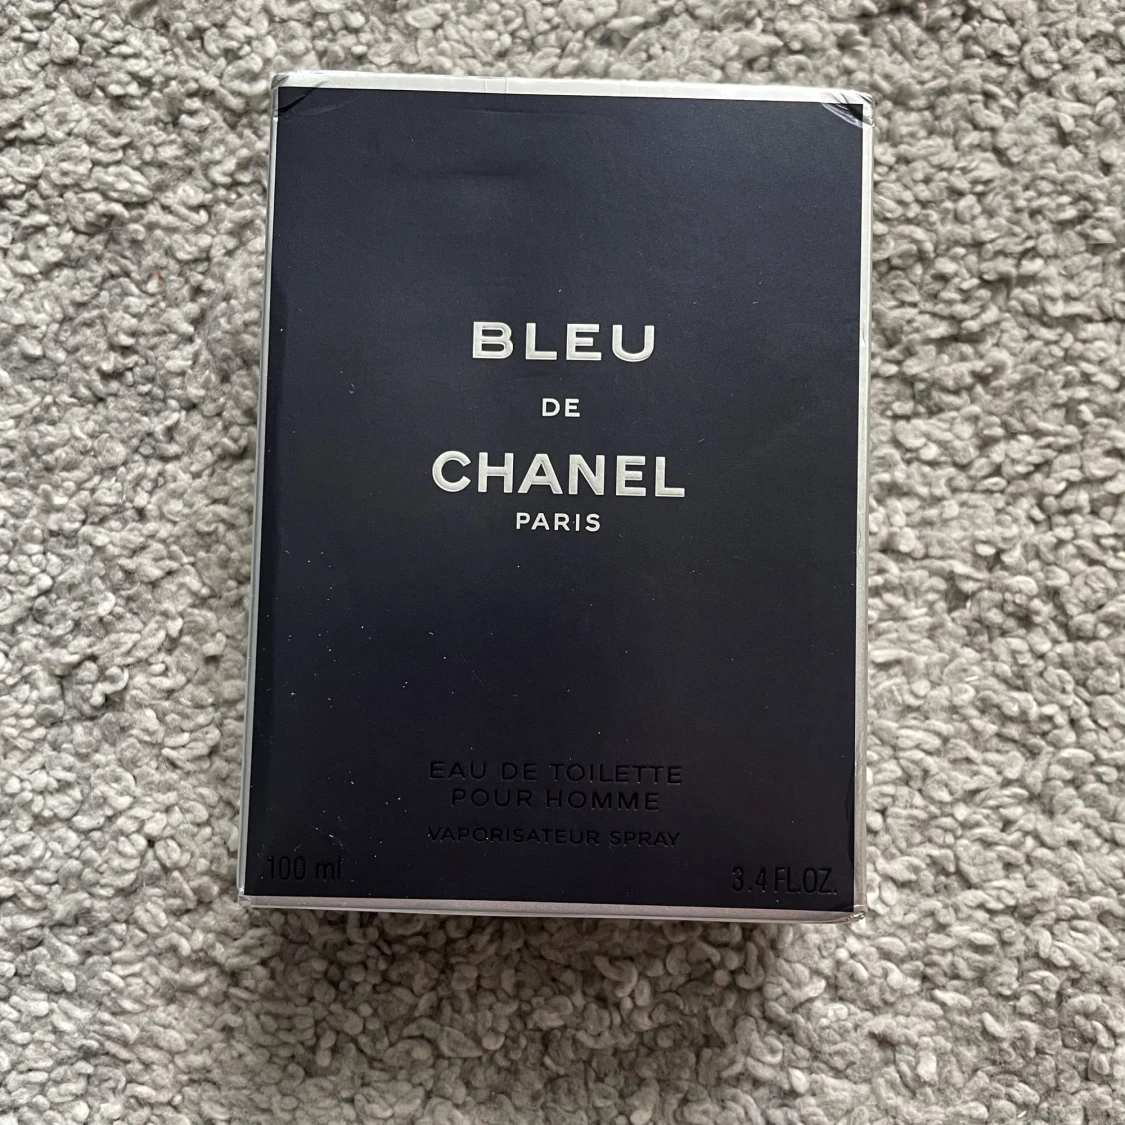 BLEU
DE
CHANEL
PARIS
EAU DE TOILETTE
POUR HOMME
VAPORISATEUR SPRAY
100 ml 3.4 FL.OZ.